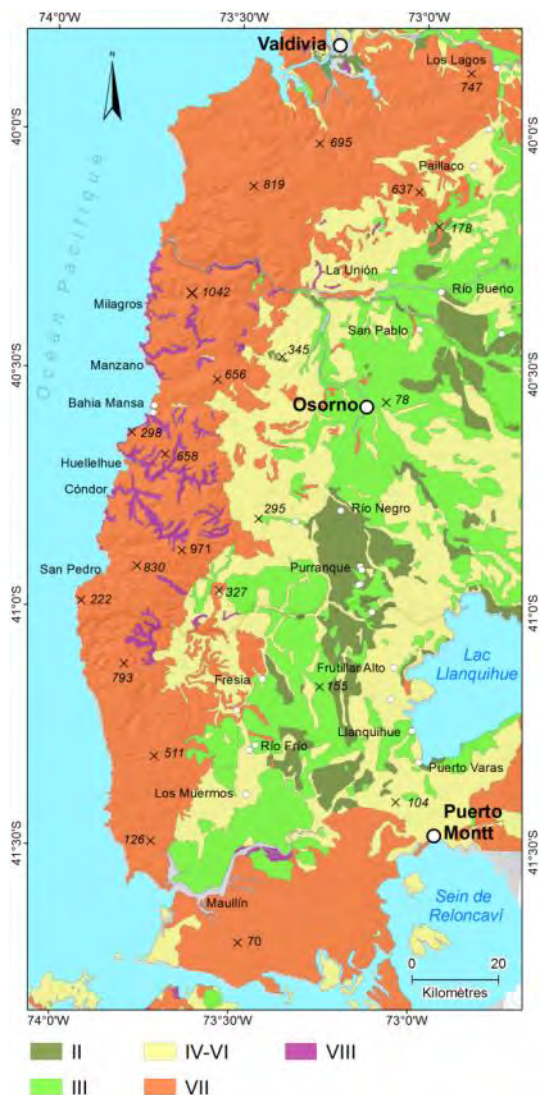 74°0'W 73°30'W 73°0'W
Valdivia
Los Lagos
N
747
40°0'S 40°0'S
695
Paillaco
819
637
178
Océan Pacifique
La Unión
Río Bueno
1042
Milagros
San Pablo
345
Manzano
40°30'S 40°30'S
656
78
Bahia Mansa
Osorno
298
658
Huellelhue
Cóndor
295
Río Negro
971
830
Purranque
San Pedro
327
222
41°0'S 41°0'S
Lac
Llanquihue
793
Frutillar Alto
Fresia
155
Llanquihue
511
Río Frío
Puerto Varas
Los Muermos
104
Puerto
Montt
126
41°30'S 41°30'S
Sein de
Reloncaví
Maullín
70
0 20
Kilomètres
74°0'W 73°30'W 73°0'W
II IV-VI VIII
III VII